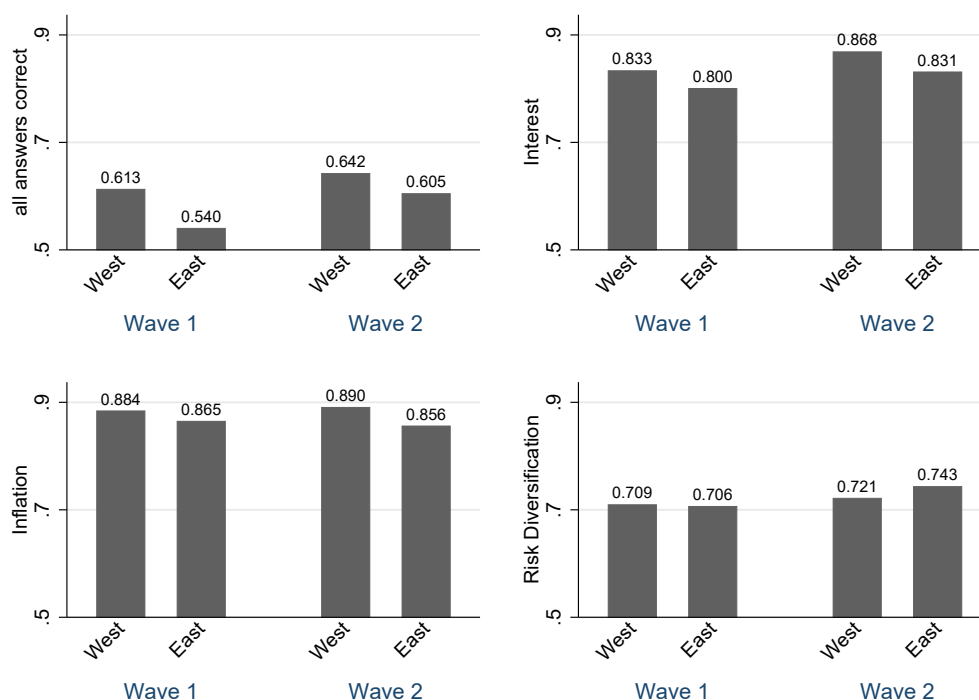 all answers correct
.9
.7
.5
0.613
0.540
0.642
0.605
West
East
West
East
Wave 1
Wave 2
Interest
.9
.7
.5
0.833
0.800
0.868
0.831
West
East
West
East
Wave 1
Wave 2
Inflation
.9
.7
.5
0.884
0.865
0.890
0.856
West
East
West
East
Wave 1
Wave 2
Risk Diversification
.9
.7
.5
0.709
0.706
0.721
0.743
West
East
West
East
Wave 1
Wave 2